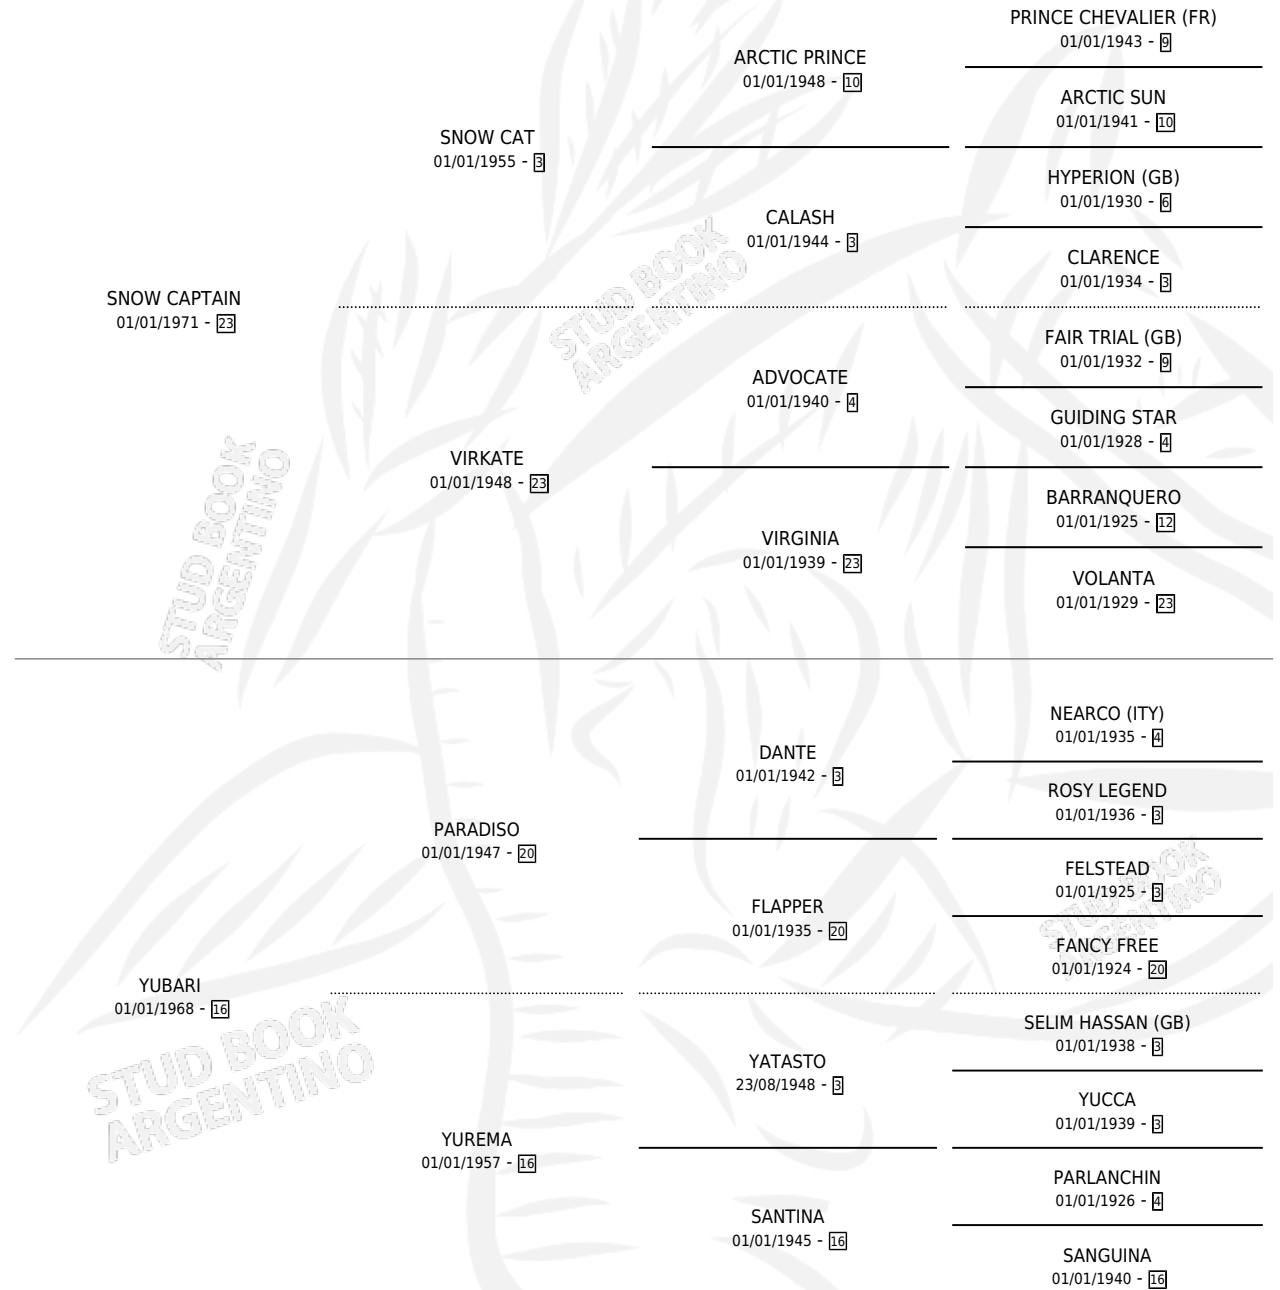 PRINCE CHEVALIER (FR)
01/01/1943 - 9
ARCTIC PRINCE
01/01/1948 - 10
ARCTIC SUN
01/01/1941 - 10
SNOW CAT
01/01/1955 - 3
HYPERION (GB)
01/01/1930 - 6
CALASH
01/01/1944 - 3
CLARENCE
01/01/1934 - 3
SNOW CAPTAIN
01/01/1971 - 23
STUD BOOK
ARGENTINO
FAIR TRIAL (GB)
01/01/1932 - 9
ADVOCATE
01/01/1940 - 4
GUIDING STAR
01/01/1928 - 4
VIRKATE
01/01/1948 - 23
BARRANQUERO
01/01/1925 - 12
VIRGINIA
01/01/1939 - 23
VOLANTA
01/01/1929 - 23
STUD BOOK
ARGENTINO
NEARCO (ITY)
01/01/1935 - 4
DANTE
01/01/1942 - 3
ROSY LEGEND
01/01/1936 - 3
PARADISO
01/01/1947 - 20
FELSTEAD
01/01/1925 - 3
FLAPPER
01/01/1935 - 20
STUD BOOK
ARGENTINO
FANCY FREE
01/01/1924 - 20
YUBARI
01/01/1968 - 16
SELIM HASSAN (GB)
01/01/1938 - 3
YATASTO
23/08/1948 - 3
STUD BOOK
ARGENTINO
YUCCA
01/01/1939 - 3
YUREMA
01/01/1957 - 16
PARLANCHIN
01/01/1926 - 4
SANTINA
01/01/1945 - 16
SANGUINA
01/01/1940 - 16